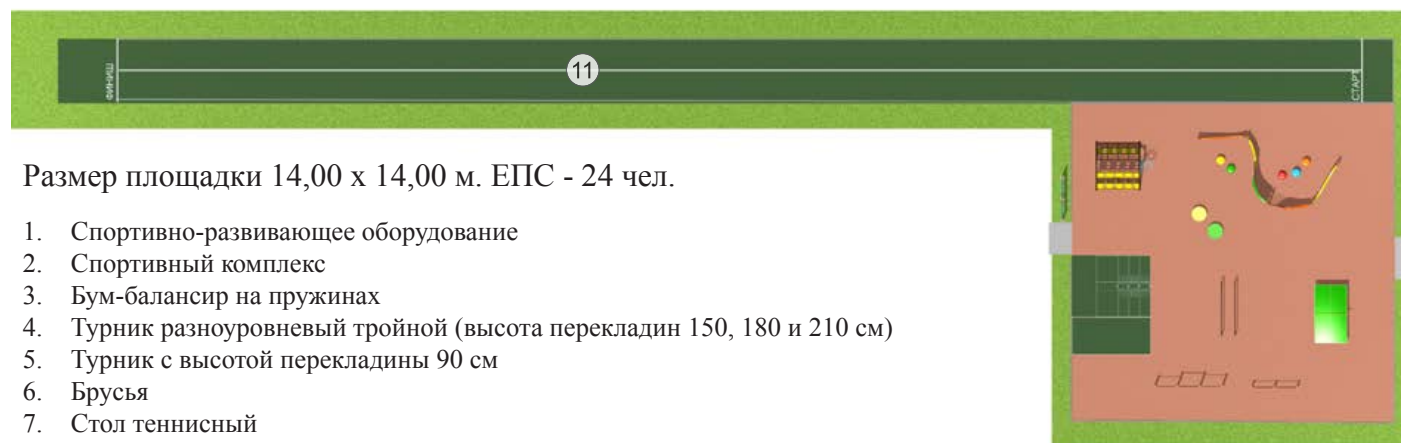 ФИНИШ
11
СТАРТ
Размер площадки 14,00 х 14,00 м. ЕПС - 24 чел.
1. Спортивно-развивающее оборудование
2. Спортивный комплекс
3. Бум-балансир на пружинах
4. Турник разноуровневый тройной (высота перекладин 150, 180 и 210 см)
5. Турник с высотой перекладины 90 см
6. Брусья
7. Стол теннисный